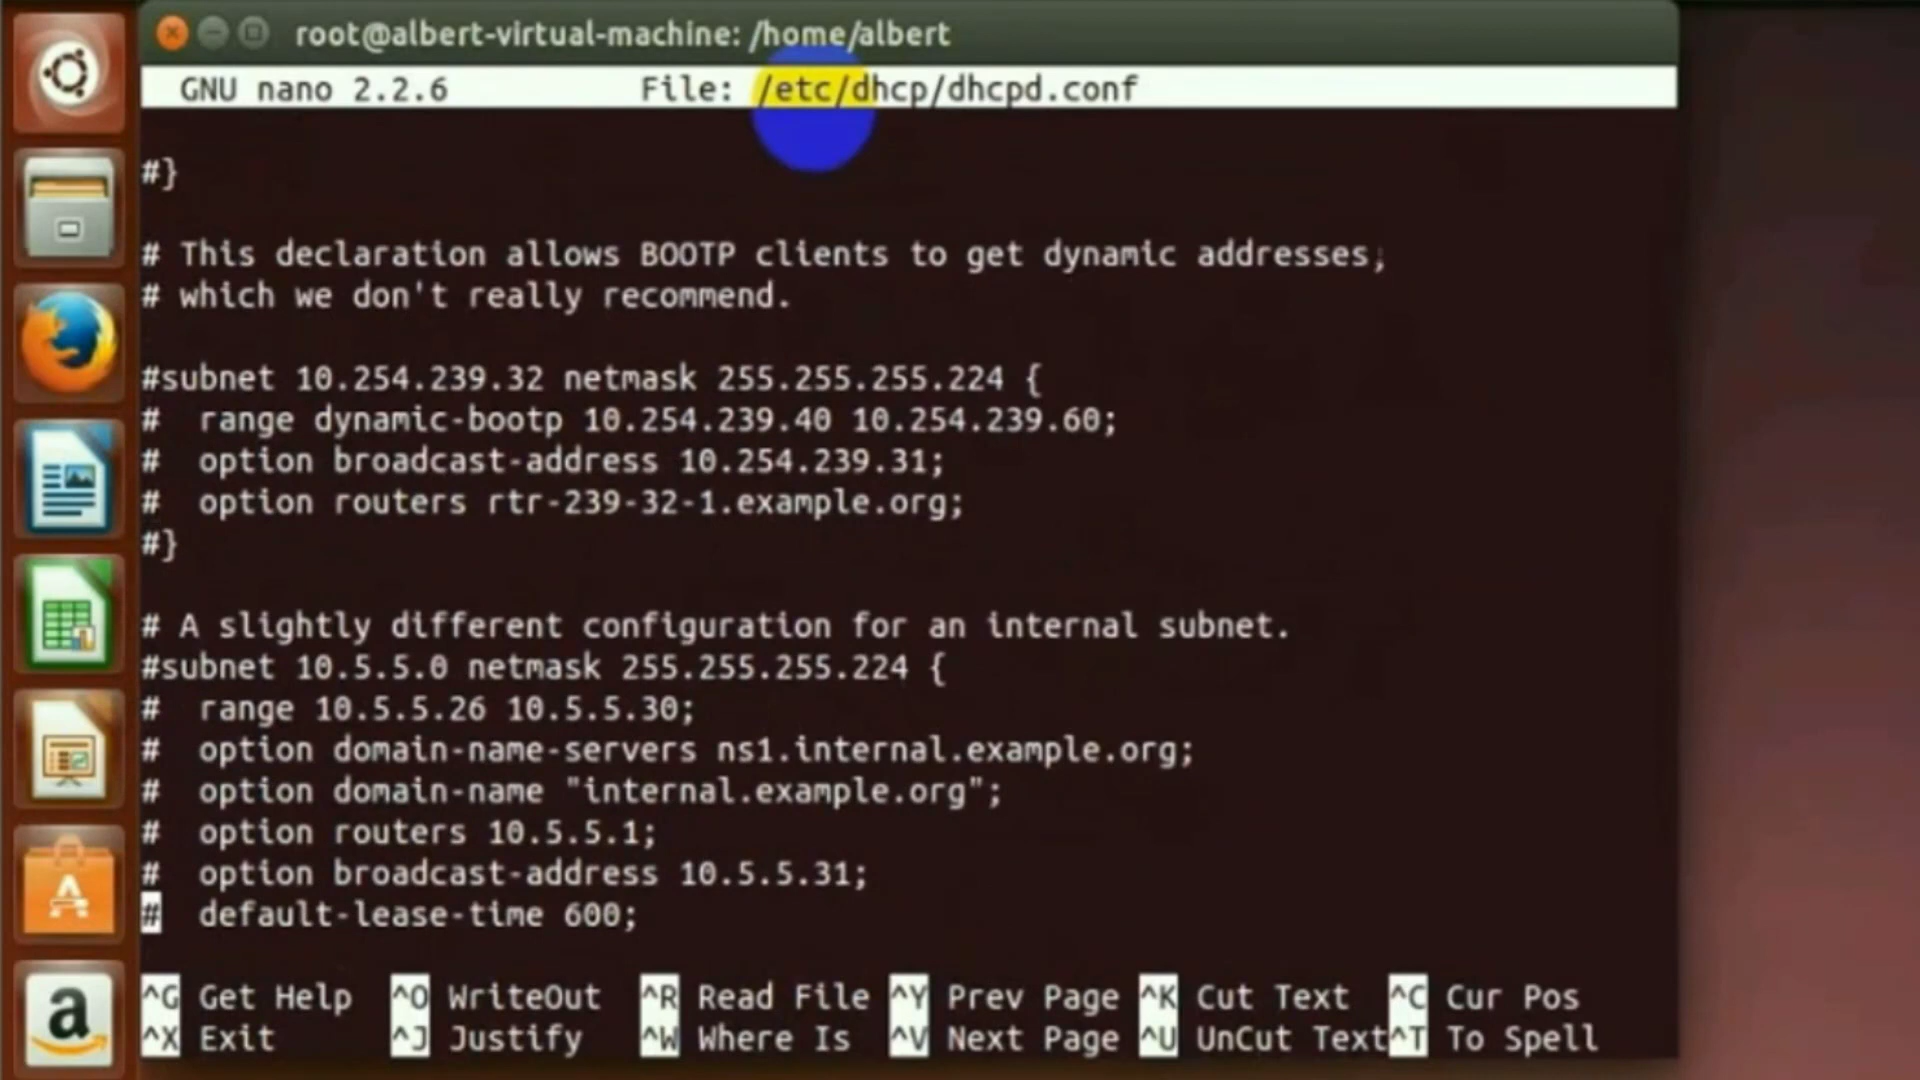 root@albert-virtual-machine: /home/albert
GNU nano 2.2.6 File: /etc/dhcp/dhcpd.conf
#}
# This declaration allows BOOTP clients to get dynamic addresses,
# which we don't really recommend.
#subnet 10.254.239.32 netmask 255.255.255.224 {
#  range dynamic-bootp 10.254.239.40 10.254.239.60;
#  option broadcast-address 10.254.239.31;
#  option routers rtr-239-32-1.example.org;
#}
# A slightly different configuration for an internal subnet.
#subnet 10.5.5.0 netmask 255.255.255.224 {
#  range 10.5.5.26 10.5.5.30;
#  option domain-name-servers ns1.internal.example.org;
#  option domain-name "internal.example.org";
#  option routers 10.5.5.1;
#  option broadcast-address 10.5.5.31;
#  default-lease-time 600;
^G Get Help ^O WriteOut ^R Read File ^Y Prev Page ^K Cut Text ^C Cur Pos
^X Exit ^J Justify ^W Where Is ^V Next Page ^U UnCut Text ^T To Spell